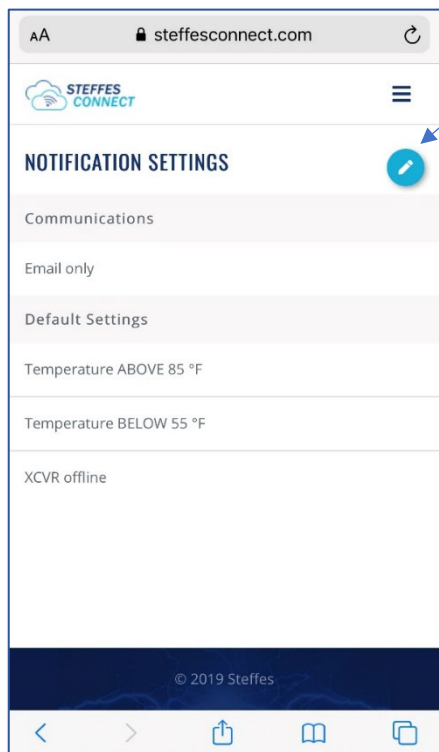 AA steffesconnect.com
STEFFES
CONNECT
NOTIFICATION SETTINGS
Communications
Email only
Default Settings
Temperature ABOVE 85 °F
Temperature BELOW 55 °F
XCVR offline
© 2019 Steffes